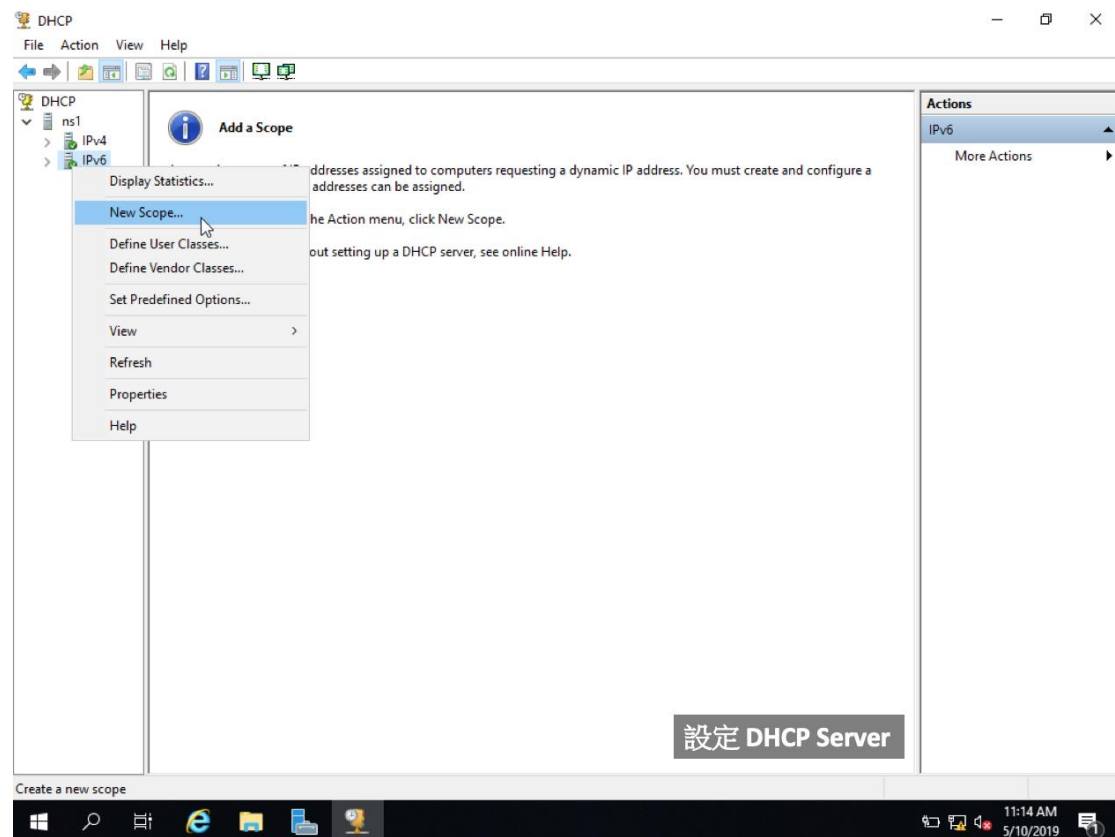 DHCP
File Action View Help
DHCP
ns1
IPv4
IPv6
Display Statistics...
New Scope...
Define User Classes...
Define Vendor Classes...
Set Predefined Options...
View
Refresh
Properties
Help
Add a Scope
addresses assigned to computers requesting a dynamic IP address. You must create and configure a
addresses can be assigned.
he Action menu, click New Scope.
out setting up a DHCP server, see online Help.
Actions
IPv6
More Actions
設定 DHCP Server
Create a new scope
11:14 AM
5/10/2019
1